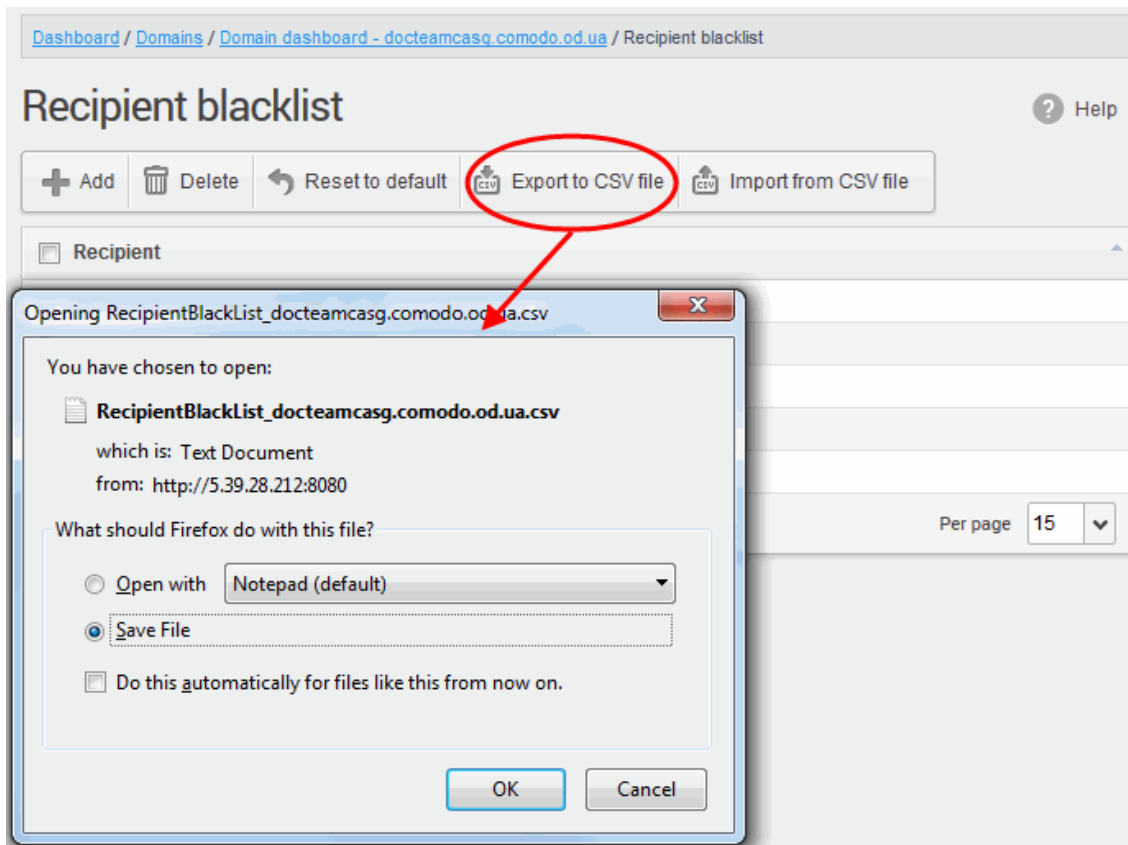 Dashboard / Domains / Domain dashboard - docteamcasg.comodo.od.ua / Recipient blacklist
Recipient blacklist
Help
Add Delete Reset to default Export to CSV file Import from CSV file
Recipient
Opening RecipientBlackList_docteamcasg.comodo.od.ua.csv
You have chosen to open:
RecipientBlackList_docteamcasg.comodo.od.ua.csv
which is: Text Document
from: http://5.39.28.212:8080
What should Firefox do with this file?
Open with Notepad (default)
Save File
Do this automatically for files like this from now on.
OK Cancel
Per page 15